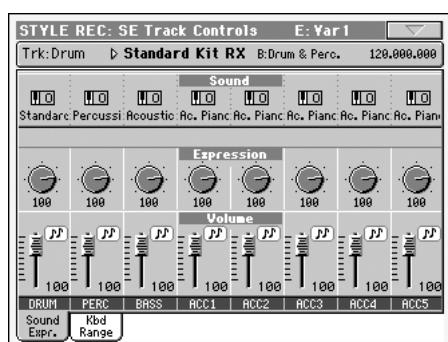 STYLE REC: SE Track Controls E: Var1
Trk:Drum Standard Kit RX B:Drum & Perc. 120.000.000
Sound
Standarc Percussi Acoustic Ac. Pianc Ac. Pianc Ac. Pianc Ac. Pianc Ac. Pian
Expression
100 100 100 100 100 100 100 100
Volume
100 100 100 100 100 100 100 100
DRUM PERC BASS ACC1 ACC2 ACC3 ACC4 ACC5
Sound Expr. Kbd Range